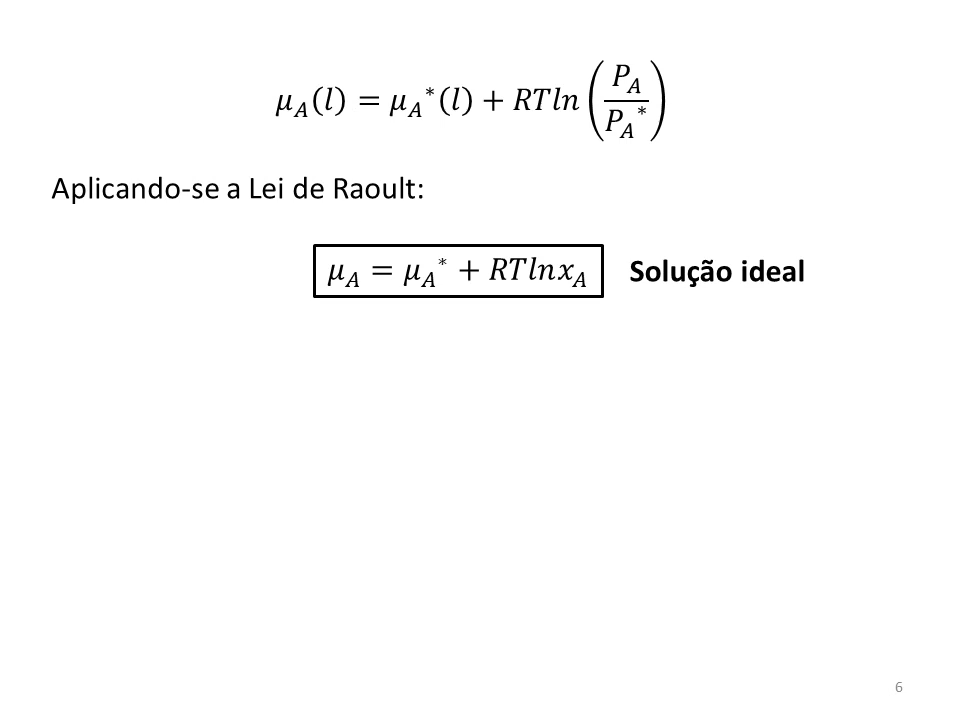 μ_A(l) = μ_A*(l) + RTln(P_A/P_A*)
Aplicando-se a Lei de Raoult:
μ_A = μ_A* + RTlnx_A Solução ideal
6